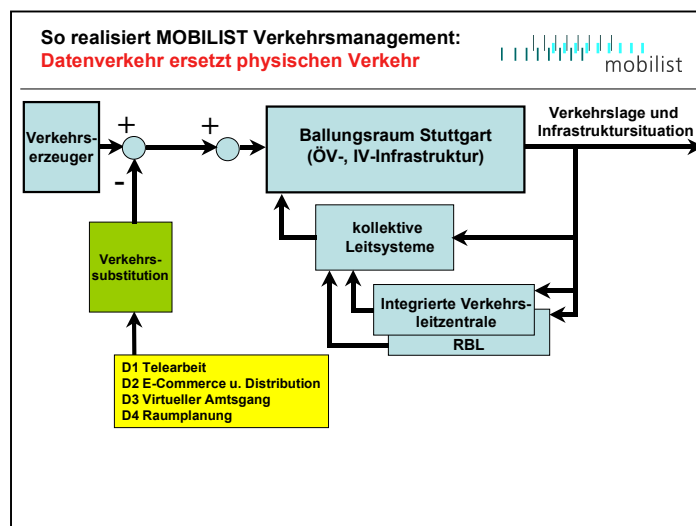 So realisiert MOBILIST Verkehrsmanagement:
Datenverkehr ersetzt physischen Verkehr
mobilist
Verkehrs-
erzeuger
+
-
+
Ballungsraum Stuttgart
(ÖV-, IV-Infrastruktur)
Verkehrslage und
Infrastruktursituation
kollektive
Leitsysteme
Verkehrs-
substitution
Integrierte Verkehrs-
leitzentrale
RBL
D1 Telearbeit
D2 E-Commerce u. Distribution
D3 Virtueller Amtsgang
D4 Raumplanung